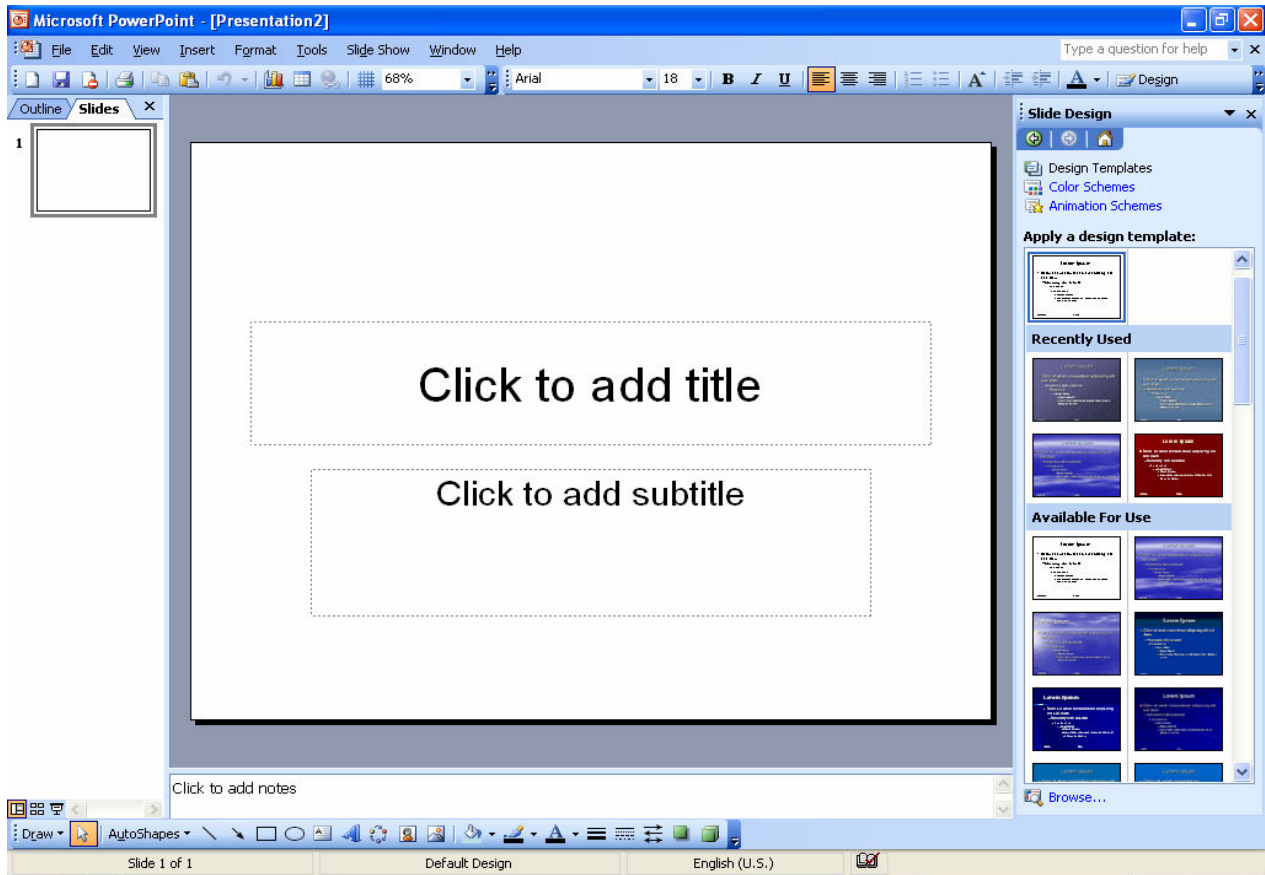 Microsoft PowerPoint - [Presentation2]
File Edit View Insert Format Tools Slide Show Window Help Type a question for help
68% Arial 18 B I U A A Design
Outline Slides
Slide Design
1
Design Templates
Color Schemes
Animation Schemes
Apply a design template:
Recently Used
Click to add title
Click to add subtitle
Available For Use
Click to add notes
Browse...
Draw AutoShapes A
Slide 1 of 1 Default Design English (U.S.)